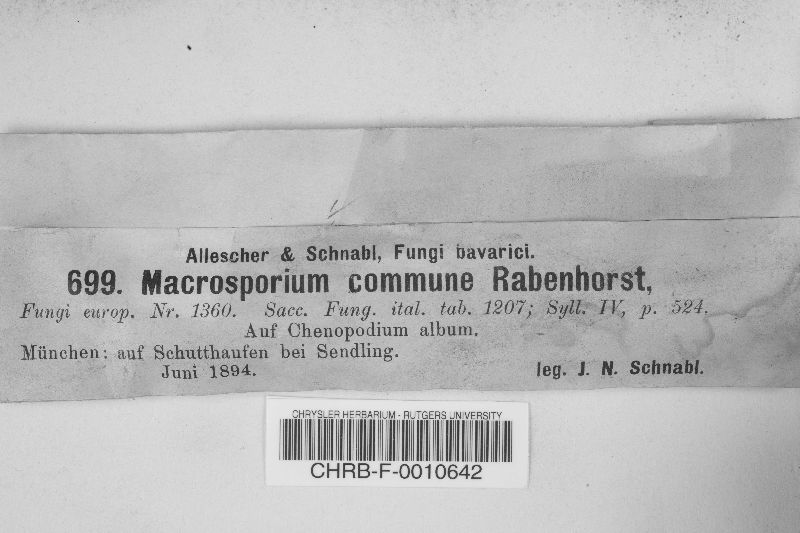 Allescher & Schnabl, Fungi bavarici.
699. Macrosporium commune Rabenhorst,
Fungi europ. Nr. 1360. Sacc. Fung. ital. tab. 1207; Syll. IV, p. 524.
Auf Chenopodium album.
München: auf Schutthaufen bei Sendling.
Juni 1894.
leg. J. N. Schnabl.
CHRYSLER HERBARIUM - RUTGERS UNIVERSITY
CHRB-F-0010642